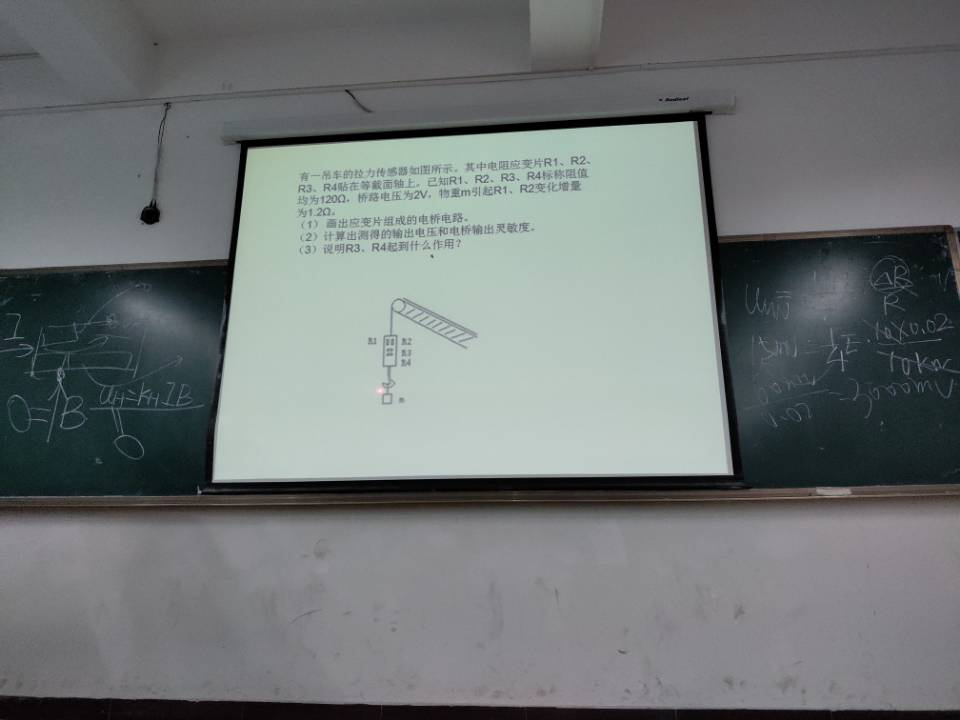 Redleaf
有一吊车的拉力传感器如图所示。其中电阻应变片R1、R2、
R3、R4贴在等截面轴上。已知R1、R2、R3、R4标称阻值
均为120Ω，桥路电压为2V，物重m引起R1、R2变化增量
为1.2Ω。
（1） 画出应变片组成的电桥电路。
（2）计算出测得的输出电压和电桥输出灵敏度。
（3）说明R3、R4起到什么作用？
R1
R2
R3
R4
m
I
U_H=K_H IB
B
ΔR
R